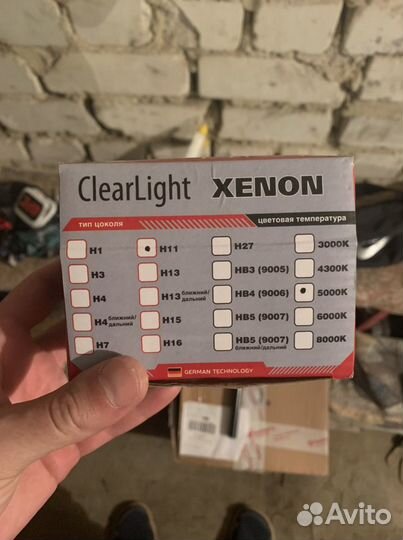 ClearLight XENON
ТИП ЦОКОЛЯ
цветовая температура
H1
H11
H27
3000K
H3
H13
HB3 (9005)
4300K
H4
H13 ближний/дальний
HB4 (9006)
5000K
H4 ближний/дальний
H15
HB5 (9007)
6000K
H7
H16
HB5 (9007) ближний/дальний
8000K
GERMAN TECHNOLOGY
Avito